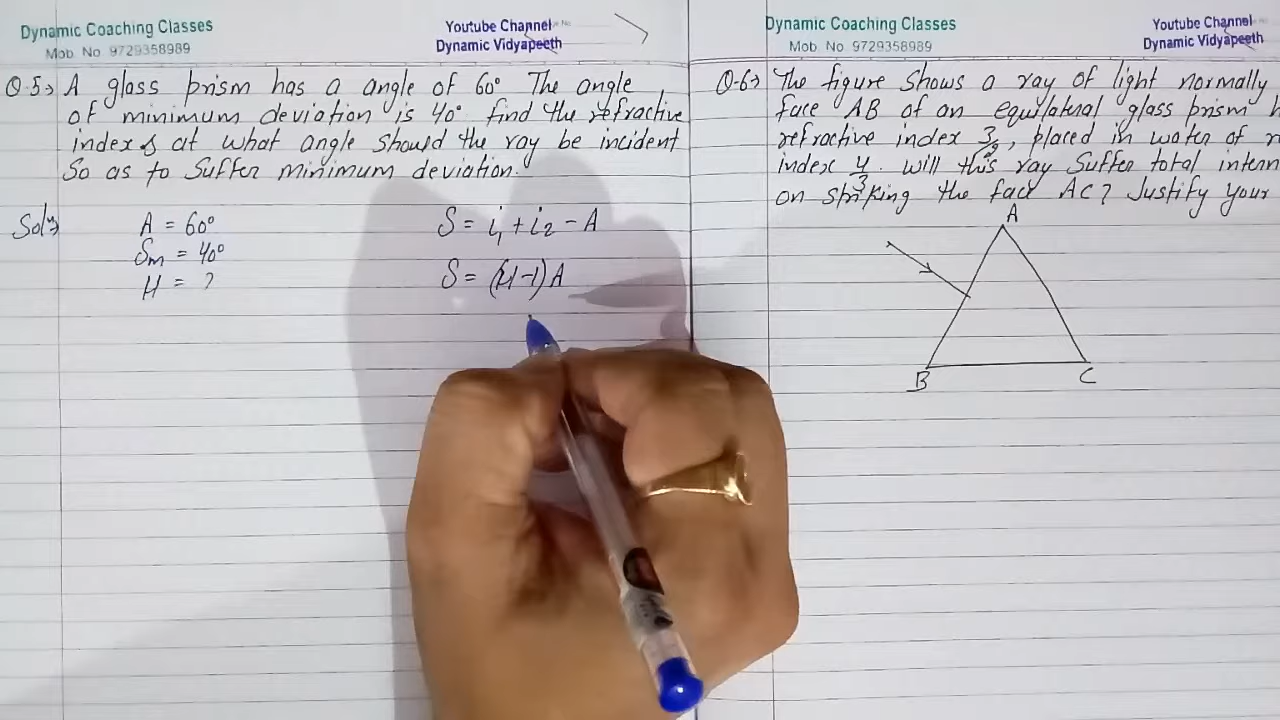 Dynamic Coaching Classes
Mob. No. 9729358989
Youtube Channel
Dynamic Vidyapeeth
Q.5> A glass prism has a angle of 60° The angle
of minimum deviation is 40° find the refractive
index & at what angle should the ray be incident
So as to Suffer minimum deviation.
Soln
A = 60°
δm = 40°
μ = ?
δ = i₁ + i₂ - A
δ = (μ-1)A
Dynamic Coaching Classes
Mob. No. 9729358989
Youtube Channel
Dynamic Vidyapeeth
Q.6> The figure Shows a ray of light normally
face AB of an equilatual glass prism
refractive index 3/2, placed in water of
index 4/3. will this ray Suffer total
on striking the face AC? Justify your
A
B
C